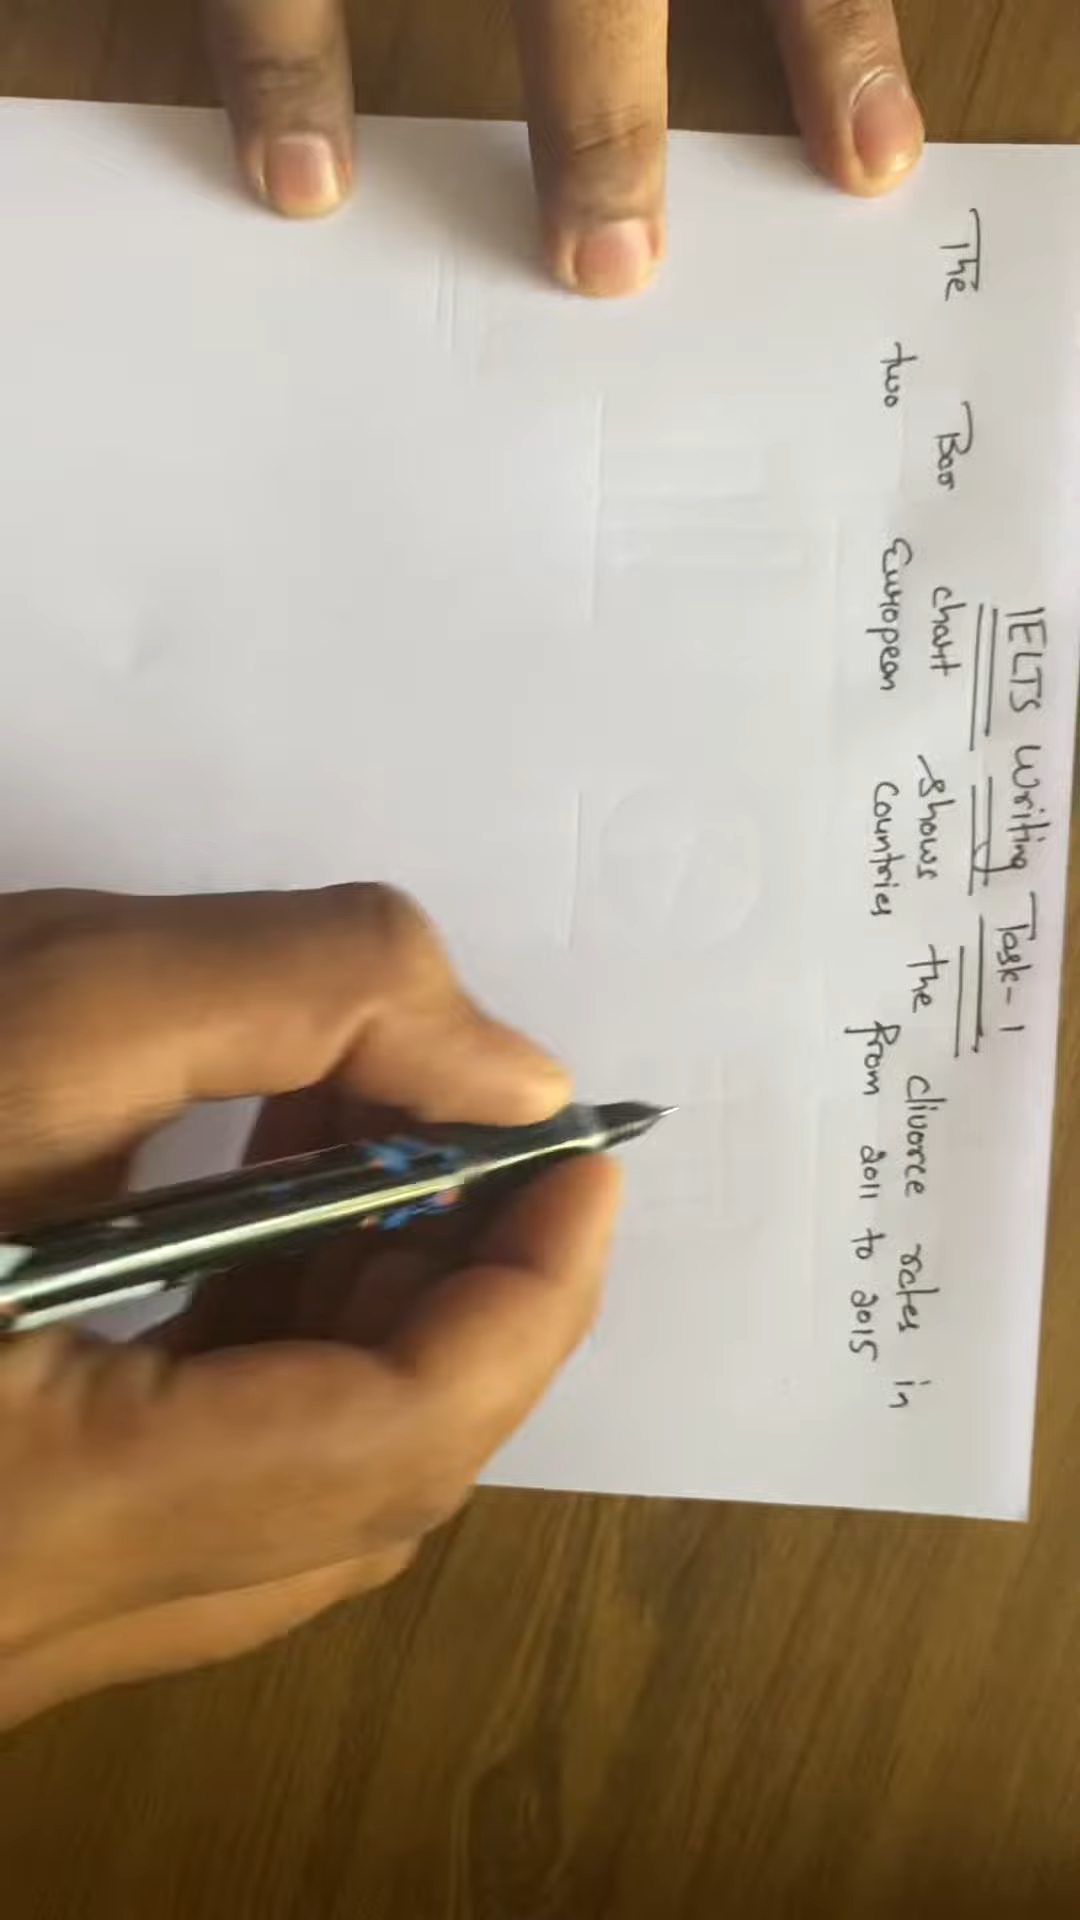 IELTS Writing Task-1
The Bar chart shows the divorce rates in
two European countries from 2011 to 2015